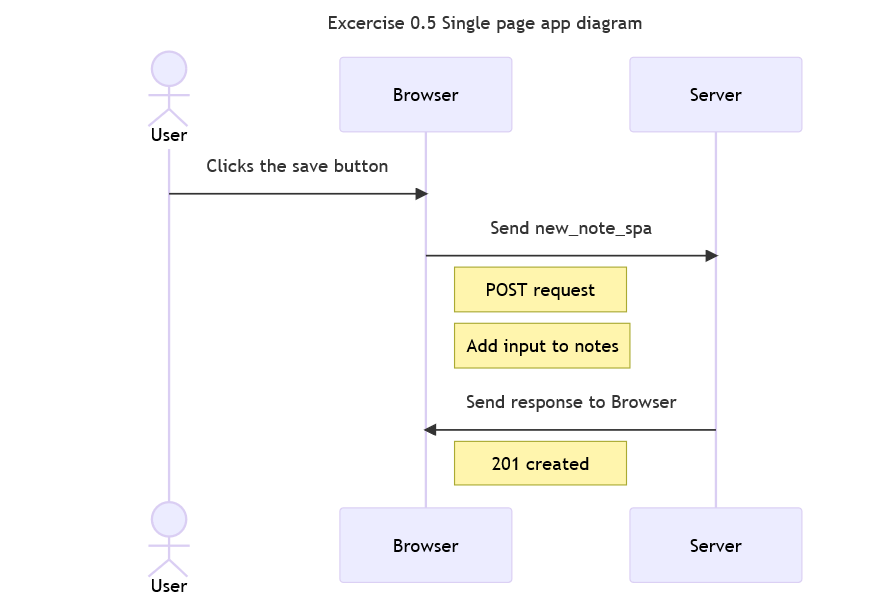 Excercise 0.5 Single page app diagram
User
Browser
Server
Clicks the save button
Send new_note_spa
POST request
Add input to notes
Send response to Browser
201 created
User
Browser
Server